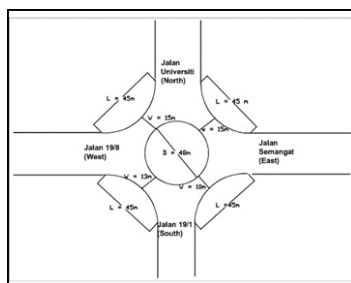 Jalan
Universiti
(North)
L = 45m
L = 45 m
W = 15m
W = 15m
Jalan 19/8
(West)
D = 40m
Jalan
Semangat
(East)
W = 13m
W = 10m
L = 45m
Jalan 19/1
(South)
L =45m